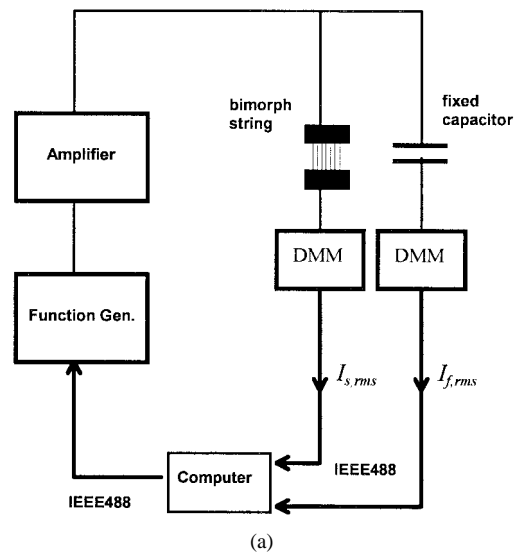 bimorph
string
fixed
capacitor
Amplifier
DMM
DMM
Function Gen.
I_{s,rms}
I_{f,rms}
Computer
IEEE488
IEEE488
(a)